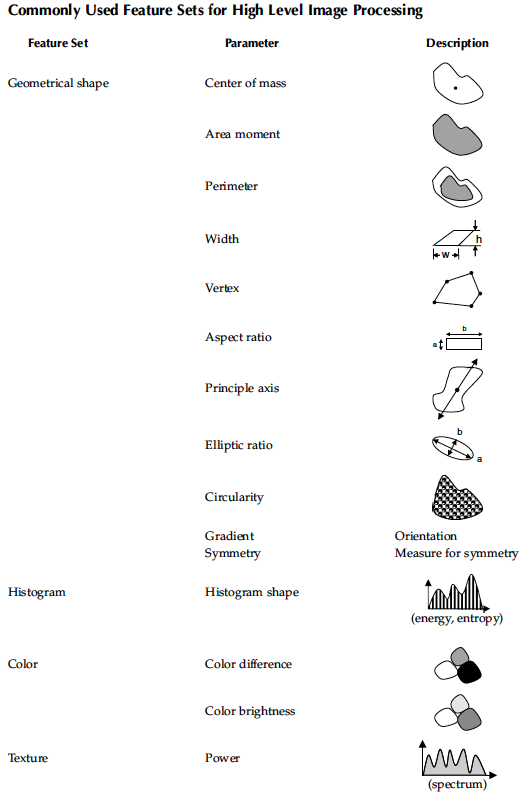 Commonly Used Feature Sets for High Level Image Processing
Feature Set Parameter Description
Geometrical shape Center of mass
Area moment
Perimeter
Width
h
w
Vertex
Aspect ratio
b
a
Principle axis
Elliptic ratio
b
a
Circularity
Gradient Orientation
Symmetry Measure for symmetry
Histogram Histogram shape
(energy, entropy)
Color Color difference
Color brightness
Texture Power
(spectrum)